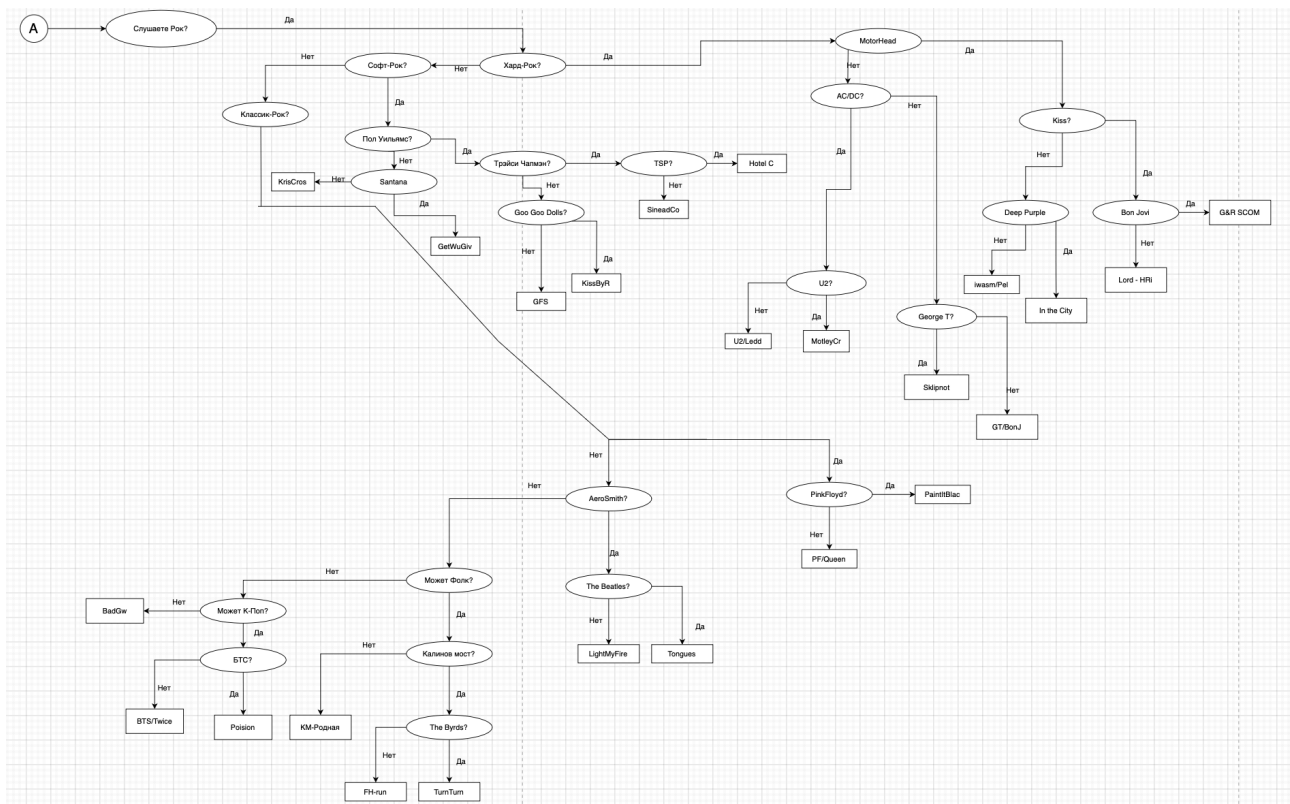 A
Слушаете Рок?
Да
Хард-Рок?
Нет
Да
Софт-Рок?
Нет
Да
Классик-Рок?
Пол Уильямс?
Да
Нет
Santana
Нет
KrisCros
Да
GetWuGiv
Трэйси Чапмэн?
Да
Нет
TSP?
Да
Hotel C
Нет
SineadCo
Goo Goo Dolls?
Нет
GFS
Да
KissByR
MotorHead
Да
Нет
AC/DC?
Нет
Да
U2?
Нет
U2/Ledd
Да
MotleyCr
George T?
Да
Sklipnot
Нет
GT/BonJ
Kiss?
Нет
Да
Deep Purple
Нет
iwasm/Pel
Да
In the City
Bon Jovi
Да
G&R SCOM
Нет
Lord - HRi
Нет
Да
AeroSmith?
Нет
Да
PinkFloyd?
Да
PaintItBlac
Нет
PF/Queen
The Beatles?
Нет
LightMyFire
Да
Tongues
Может Фолк?
Нет
Да
Может К-Поп?
Нет
BadGw
Да
БТС?
Нет
BTS/Twice
Да
Poision
Калинов мост?
Нет
КМ-Родная
Да
The Byrds?
Нет
FH-run
Да
TurnTurn